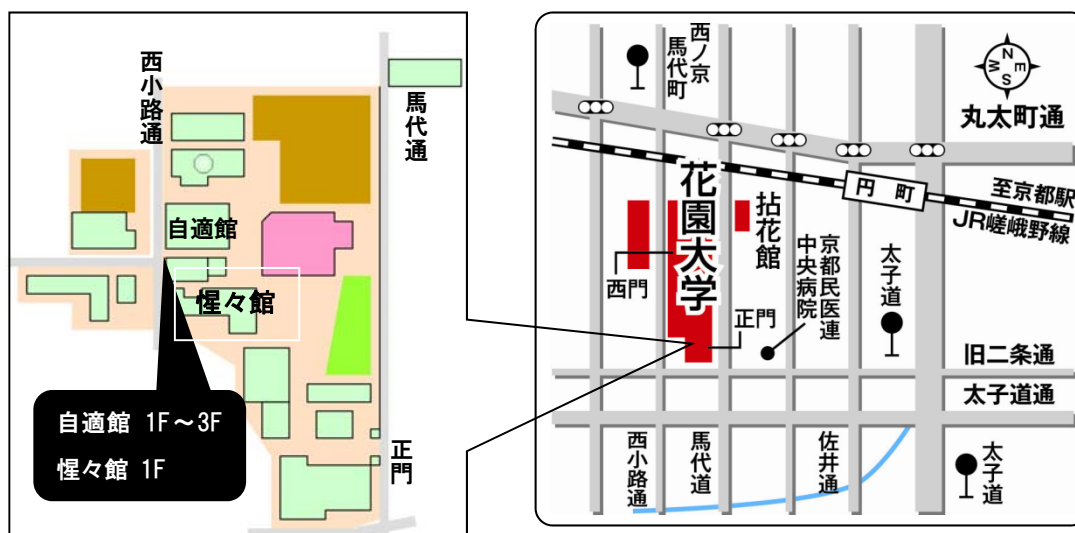 西小路通
馬代通
自適館
惺々館
自適館 1F~3F
惺々館 1F
正門
西ノ京
馬代町
N
E
S
W
丸太町通
円町
至京都駅
JR嵯峨野線
花園大学
拈花館
京都民医連
中央病院
太子道
西門
正門
旧二条通
太子道通
西小路通
馬代道
佐井通
太子道